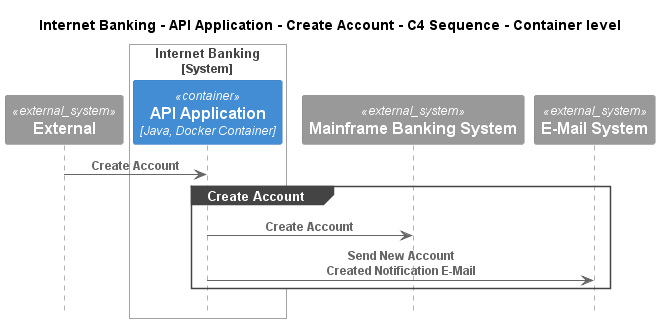 Internet Banking - API Application - Create Account - C4 Sequence - Container level
Internet Banking
[System]
«external_system»
External
«container»
API Application
[Java, Docker Container]
«external_system»
Mainframe Banking System
«external_system»
E-Mail System
Create Account
Create Account
Create Account
Send New Account
Created Notification E-Mail